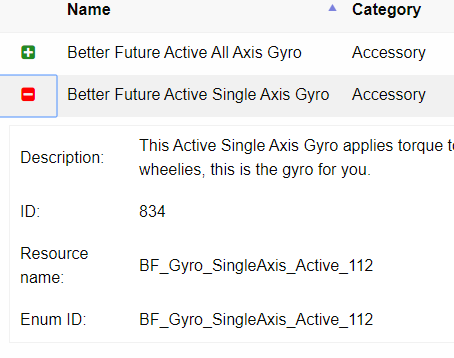 Name Category
Better Future Active All Axis Gyro Accessory
Better Future Active Single Axis Gyro Accessory
Description: This Active Single Axis Gyro applies torque
wheelies, this is the gyro for you.
ID: 834
Resource
name: BF_Gyro_SingleAxis_Active_112
Enum ID: BF_Gyro_SingleAxis_Active_112